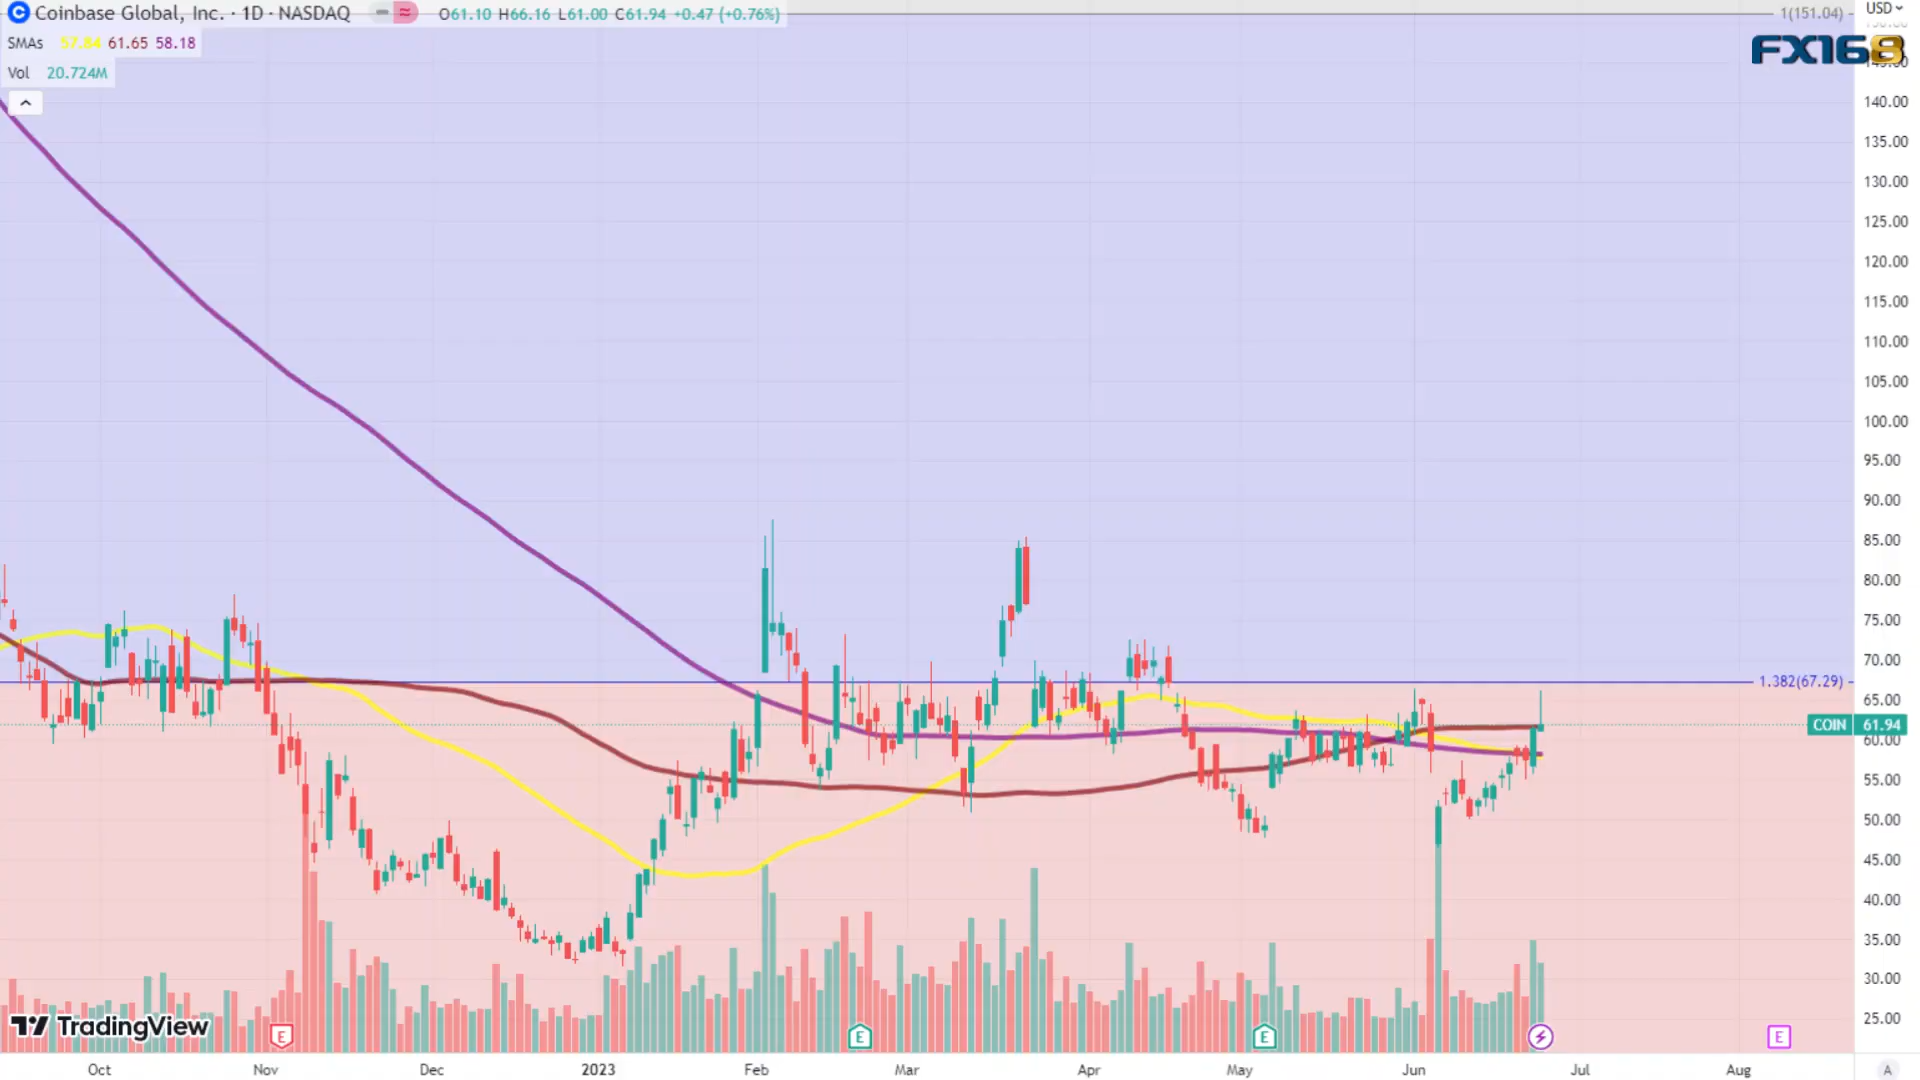 Coinbase Global, Inc. · 1D · NASDAQ O61.10 H66.16 L61.00 C61.94 +0.47 (+0.76%)
SMAs 57.84 61.65 58.18
Vol 20.724M
1(151.04)
USD
FX168
140.00
135.00
130.00
125.00
120.00
115.00
110.00
105.00
100.00
95.00
90.00
85.00
80.00
75.00
70.00
1.382(67.29)
65.00
COIN 61.94
60.00
55.00
50.00
45.00
40.00
35.00
30.00
25.00
TradingView
E E E E
Oct Nov Dec 2023 Feb Mar Apr May Jun Jul Aug A